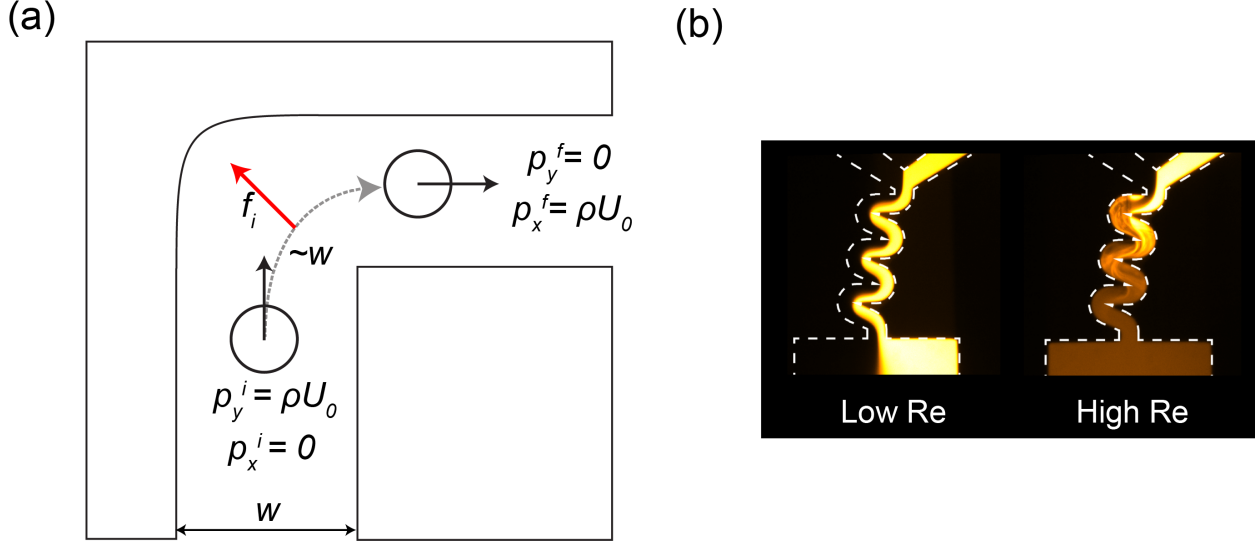 (a)
(b)
f_i
~w
p_y^f = 0
p_x^f = ρU_0
p_y^i = ρU_0
p_x^i = 0
w
Low Re
High Re